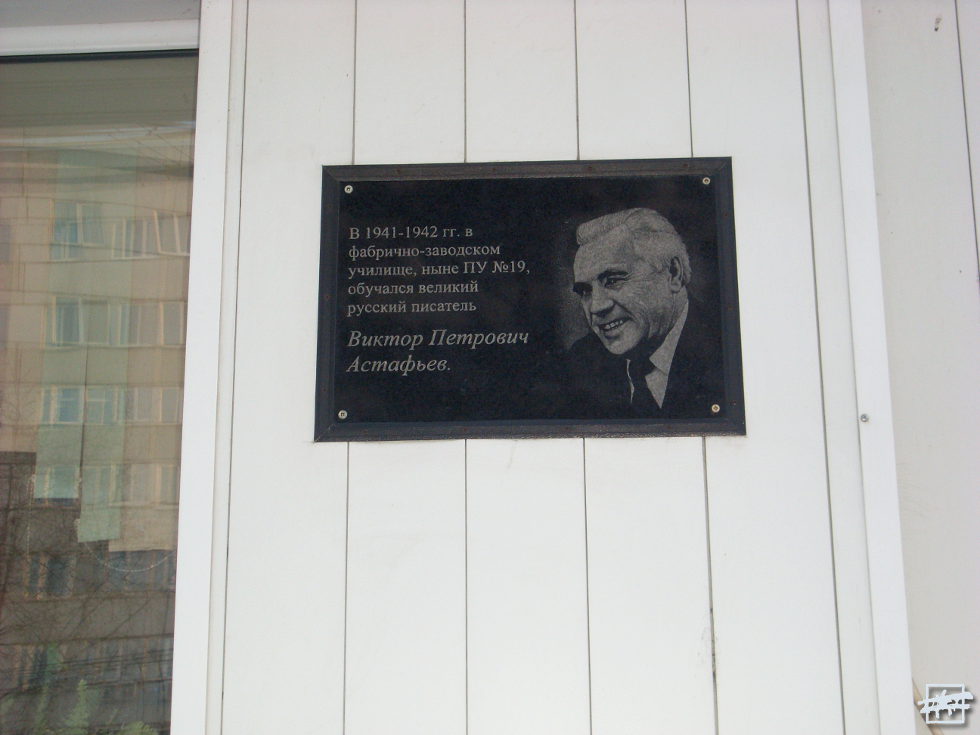 В 1941-1942 гг. в
фабрично-заводском
училище, ныне ПУ №19,
обучался великий
русский писатель
Виктор Петрович
Астафьев.